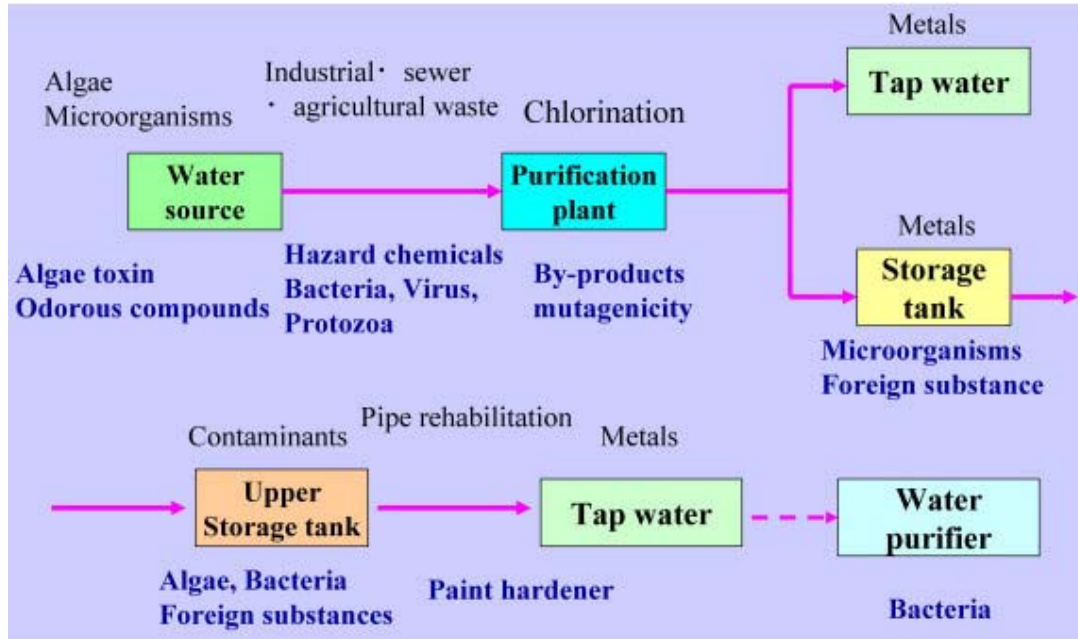 Metals
Tap water
Algae
Microorganisms
Industrial・ sewer
・ agricultural waste
Chlorination
Water
source
Purification
plant
Metals
Storage
tank
Algae toxin
Odorous compounds
Hazard chemicals
Bacteria, Virus,
Protozoa
By-products
mutagenicity
Microorganisms
Foreign substance
Contaminants
Pipe rehabilitation
Metals
Upper
Storage tank
Tap water
Water
purifier
Algae, Bacteria
Foreign substances
Paint hardener
Bacteria